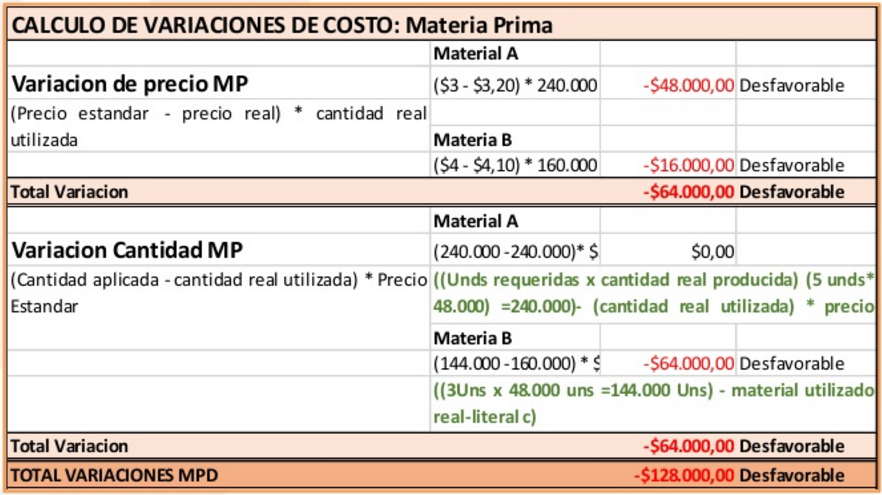 CALCULO DE VARIACIONES DE COSTO: Materia Prima
Material A
Variacion de precio MP ($3 - $3,20) * 240.000 -$48.000,00 Desfavorable
(Precio estandar - precio real) * cantidad real
utilizada Materia B
($4 - $4,10) * 160.000 -$16.000,00 Desfavorable
Total Variacion -$64.000,00 Desfavorable
Material A
Variacion Cantidad MP (240.000 -240.000)* $ $0,00
(Cantidad aplicada - cantidad real utilizada) * Precio ((Unds requeridas x cantidad real producida) (5 unds*
Estandar 48.000) =240.000)- (cantidad real utilizada) * precio
Materia B
(144.000 -160.000) * $ -$64.000,00 Desfavorable
((3Uns x 48.000 uns =144.000 Uns) - material utilizado
real-literal c)
Total Variacion -$64.000,00 Desfavorable
TOTAL VARIACIONES MPD -$128.000,00 Desfavorable